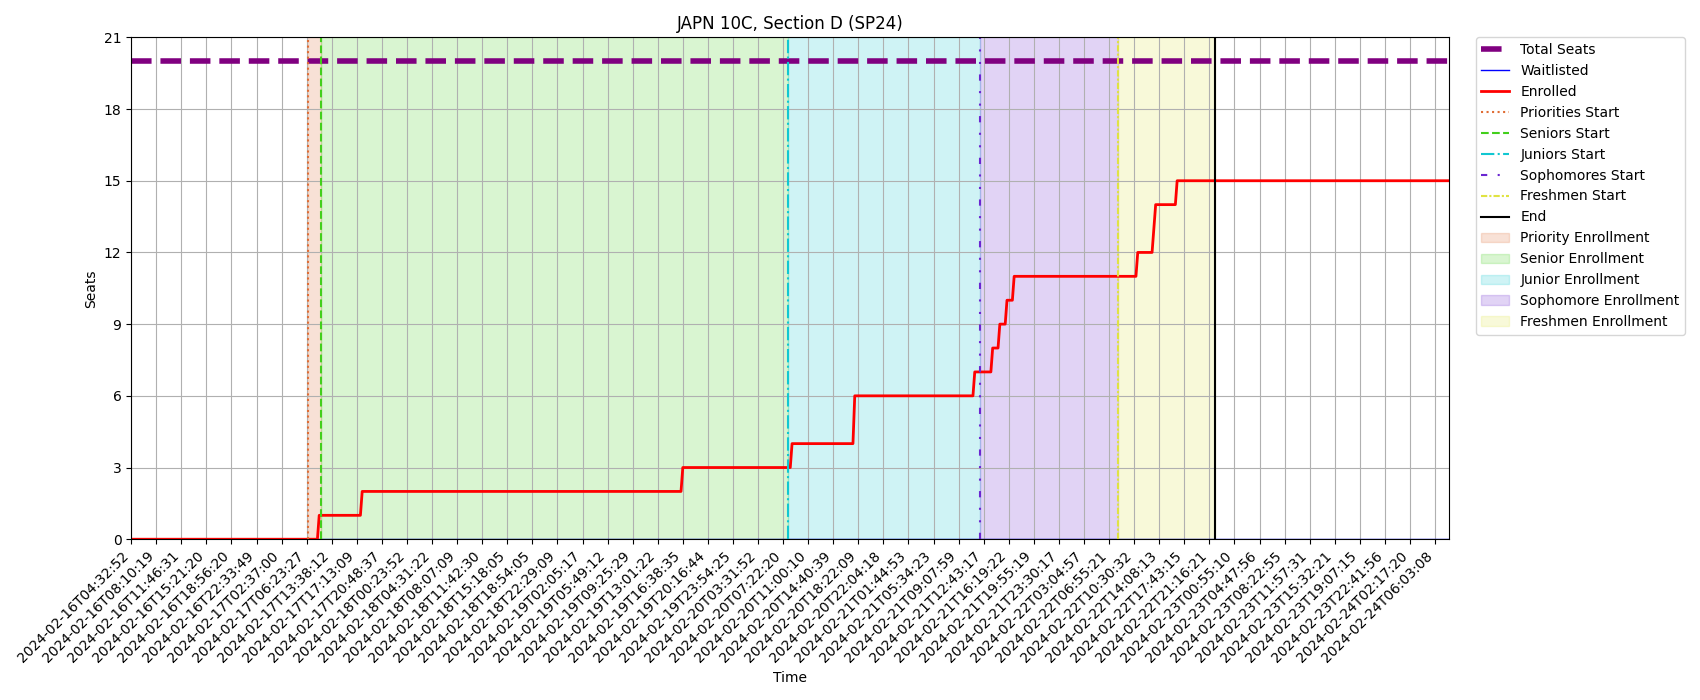 JAPN 10C, Section D (SP24)
21
18
15
12
9
6
3
0
Seats
2024-02-16T04:32:52
2024-02-16T08:10:19
2024-02-16T11:46:31
2024-02-16T15:21:20
2024-02-16T18:56:20
2024-02-16T22:33:49
2024-02-17T02:37:00
2024-02-17T06:23:27
2024-02-17T13:38:12
2024-02-17T17:13:09
2024-02-17T20:48:37
2024-02-18T00:23:52
2024-02-18T04:31:22
2024-02-18T08:07:09
2024-02-18T11:42:30
2024-02-18T15:18:05
2024-02-18T18:54:05
2024-02-18T22:29:09
2024-02-19T02:05:17
2024-02-19T05:49:12
2024-02-19T09:25:29
2024-02-19T13:01:22
2024-02-19T16:38:35
2024-02-19T20:16:44
2024-02-19T23:54:25
2024-02-20T03:31:52
2024-02-20T07:22:20
2024-02-20T11:00:10
2024-02-20T14:40:39
2024-02-20T18:22:09
2024-02-20T22:04:18
2024-02-21T01:44:53
2024-02-21T05:34:23
2024-02-21T09:07:59
2024-02-21T12:43:17
2024-02-21T16:19:22
2024-02-21T19:55:19
2024-02-21T23:30:17
2024-02-22T03:04:57
2024-02-22T06:55:21
2024-02-22T10:30:32
2024-02-22T14:08:13
2024-02-22T17:43:15
2024-02-22T21:16:21
2024-02-23T00:55:10
2024-02-23T04:47:56
2024-02-23T08:22:55
2024-02-23T11:57:31
2024-02-23T15:32:21
2024-02-23T19:07:15
2024-02-23T22:41:56
2024-02-24T02:17:20
2024-02-24T06:03:08
Time
Total Seats
Waitlisted
Enrolled
Priorities Start
Seniors Start
Juniors Start
Sophomores Start
Freshmen Start
End
Priority Enrollment
Senior Enrollment
Junior Enrollment
Sophomore Enrollment
Freshmen Enrollment